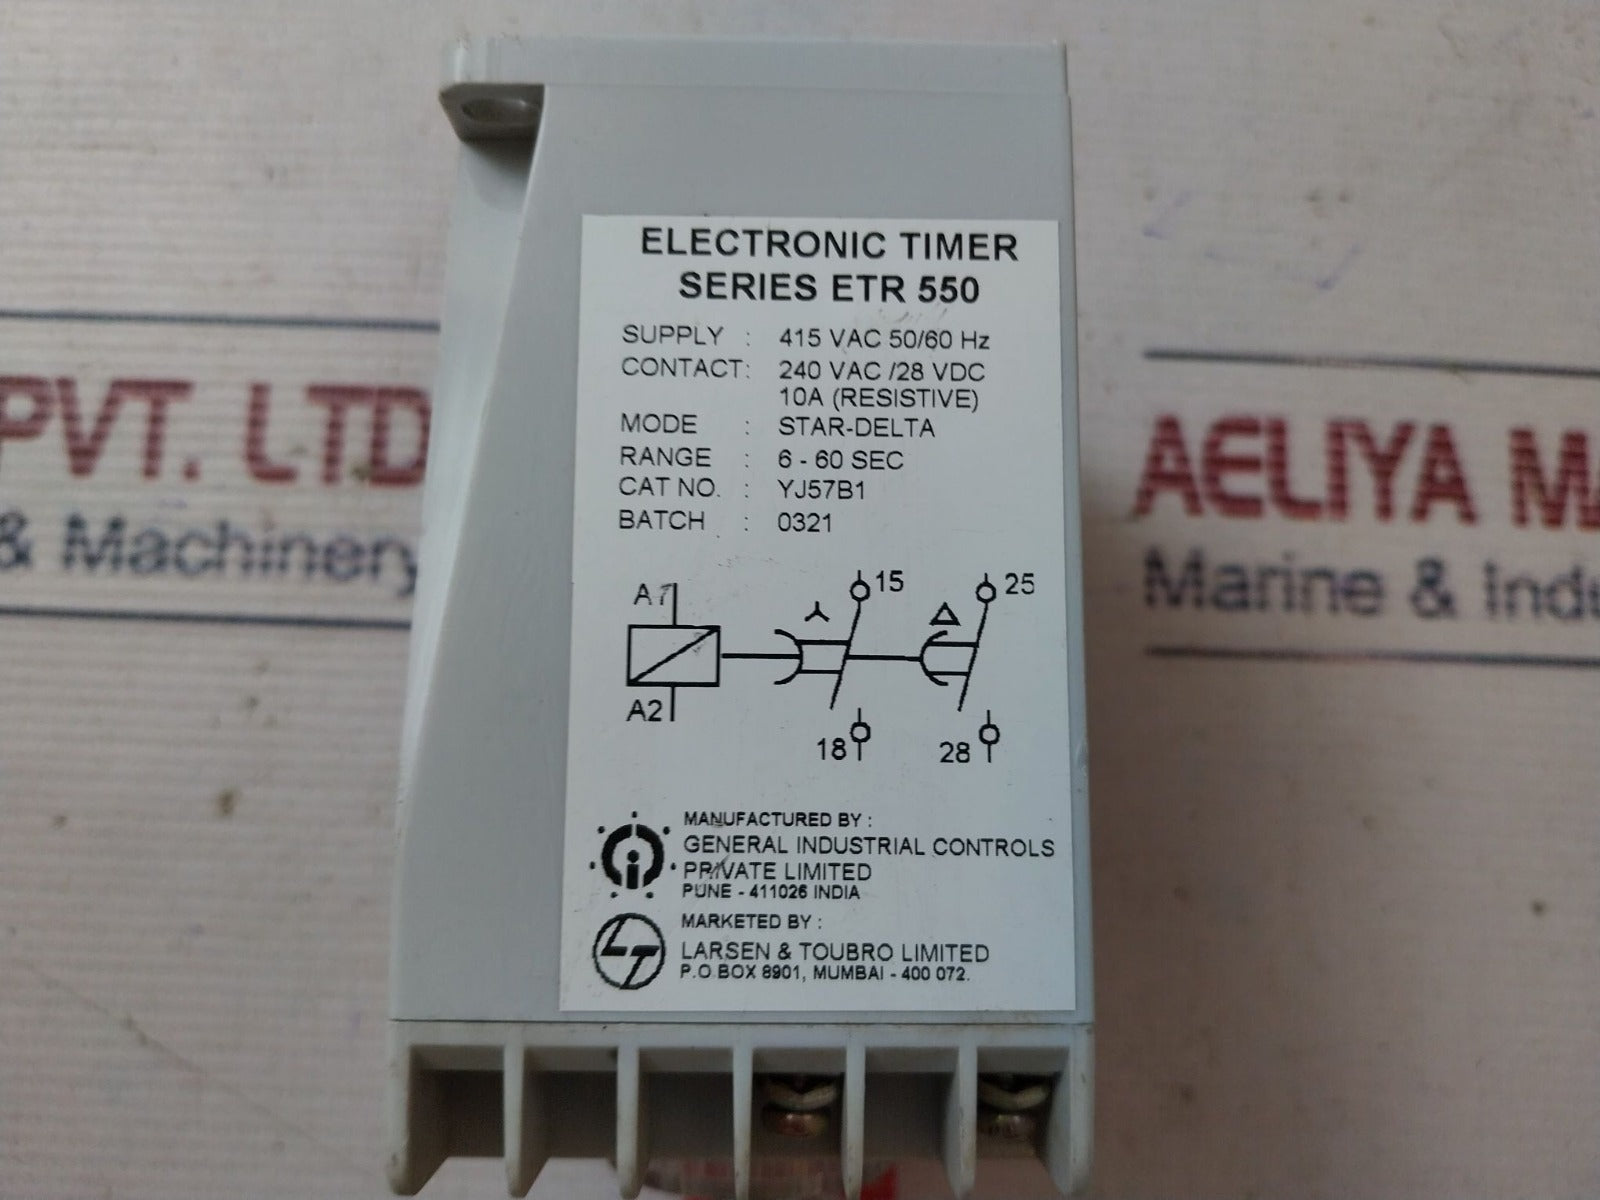 ELECTRONIC TIMER
SERIES ETR 550
SUPPLY : 415 VAC 50/60 Hz
CONTACT: 240 VAC /28 VDC
10A (RESISTIVE)
MODE : STAR-DELTA
RANGE : 6 - 60 SEC
CAT NO. : YJ57B1
BATCH : 0321
A1
15
25
A2
18
28
MANUFACTURED BY :
GENERAL INDUSTRIAL CONTROLS
PRIVATE LIMITED
PUNE - 411026 INDIA
LT
MARKETED BY :
LARSEN & TOUBRO LIMITED
P.O.BOX 8901, MUMBAI - 400 072.
PVT. LTD
& Machinery
AELIYA
Marine &